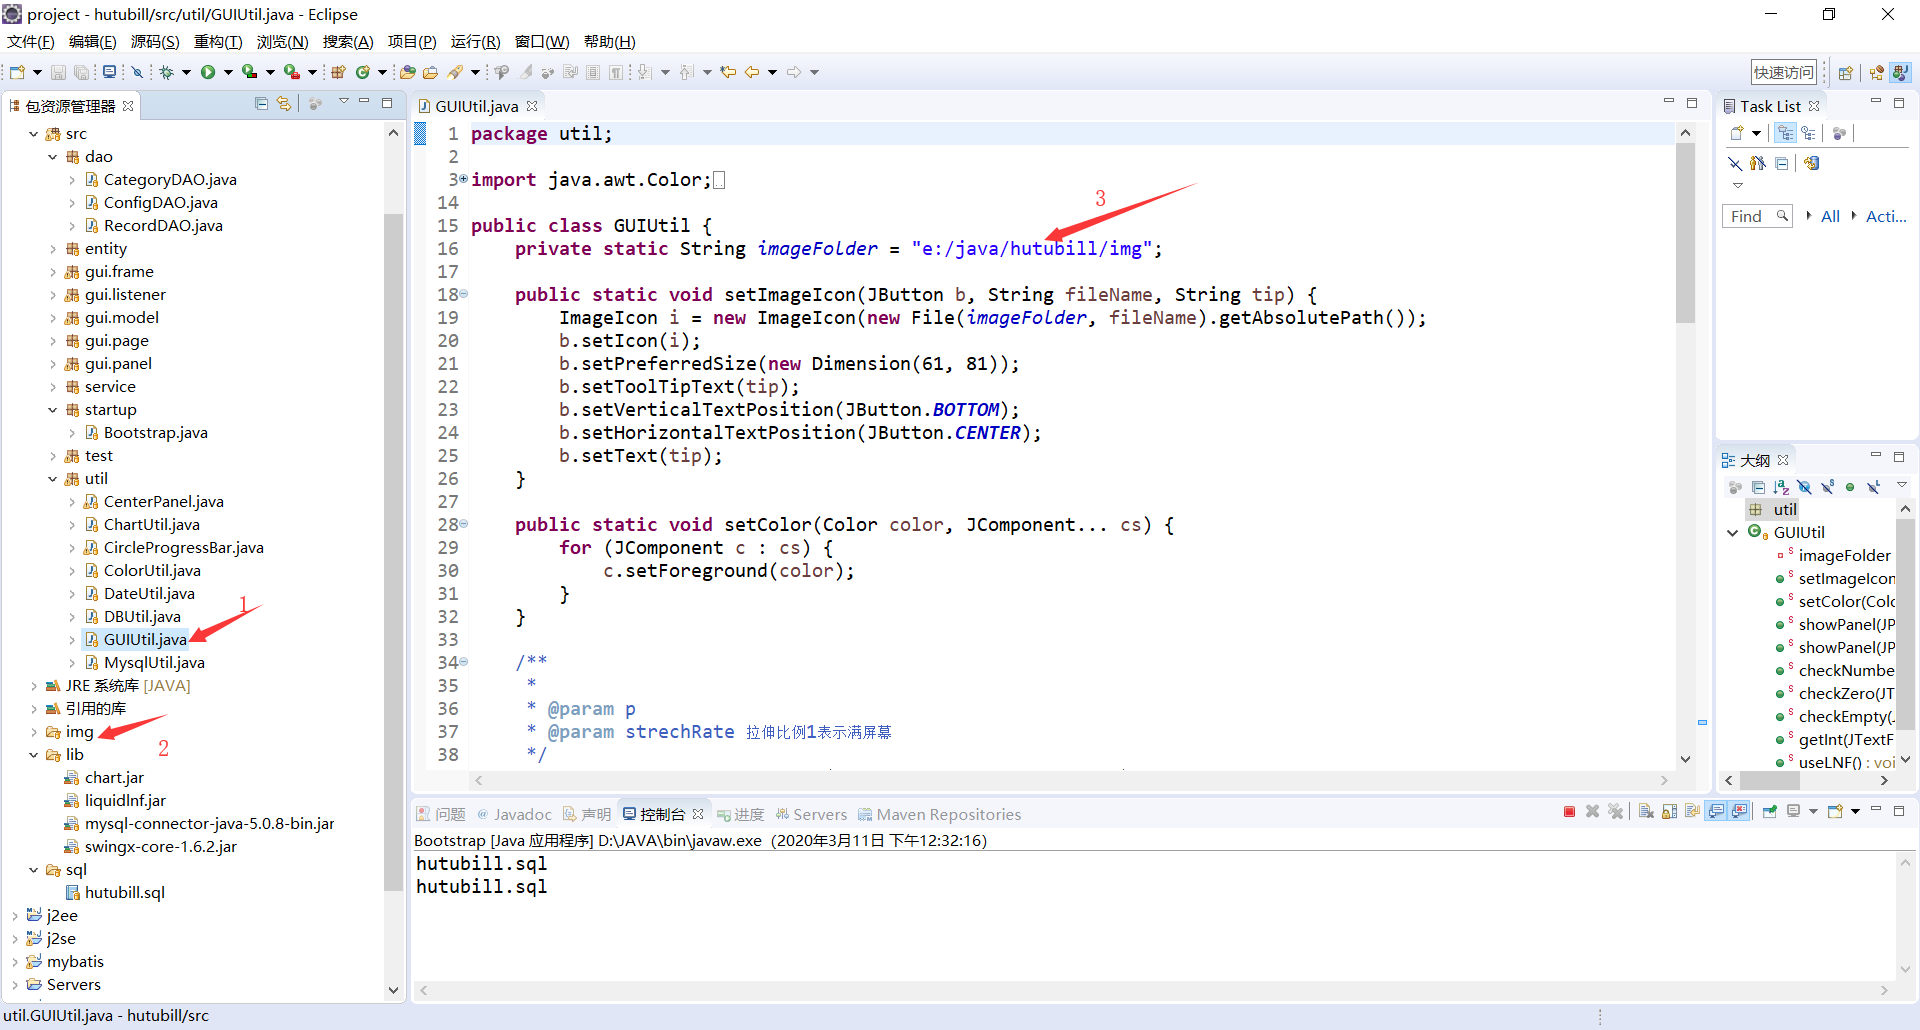 project - hutubill/src/util/GUIUtil.java - Eclipse
文件(F) 编辑(E) 源码(S) 重构(T) 浏览(N) 搜索(A) 项目(P) 运行(R) 窗口(W) 帮助(H)
快速访问
包资源管理器
src
dao
CategoryDAO.java
ConfigDAO.java
RecordDAO.java
entity
gui.frame
gui.listener
gui.model
gui.page
gui.panel
service
startup
Bootstrap.java
test
util
CenterPanel.java
ChartUtil.java
CircleProgressBar.java
ColorUtil.java
DateUtil.java
DBUtil.java
1
GUIUtil.java
MysqlUtil.java
JRE 系统库 [JAVA]
引用的库
img
2
lib
chart.jar
liquidlnf.jar
mysql-connector-java-5.0.8-bin.jar
swingx-core-1.6.2.jar
sql
hutubill.sql
j2ee
j2se
mybatis
Servers
GUIUtil.java
1 package util;
2
3 import java.awt.Color;
14
15 public class GUIUtil {
3
16 private static String imageFolder = "e:/java/hutubill/img";
17
18 public static void setImageIcon(JButton b, String fileName, String tip) {
19 ImageIcon i = new ImageIcon(new File(imageFolder, fileName).getAbsolutePath());
20 b.setIcon(i);
21 b.setPreferredSize(new Dimension(61, 81));
22 b.setToolTipText(tip);
23 b.setVerticalTextPosition(JButton.BOTTOM);
24 b.setHorizontalTextPosition(JButton.CENTER);
25 b.setText(tip);
26 }
27
28 public static void setColor(Color color, JComponent... cs) {
29 for (JComponent c : cs) {
30 c.setForeground(color);
31 }
32 }
33
34 /**
35 *
36 * @param p
37 * @param strechRate 拉伸比例1表示满屏幕
38 */
Task List
Find All Acti...
大纲
util
GUIUtil
imageFolder
setImageIcon
setColor(Colo
showPanel(JP
showPanel(JP
checkNumbe
checkZero(JT
checkEmpty(J
getInt(JTextF
useLNF() : voi
问题 @ Javadoc 声明 控制台 进度 Servers Maven Repositories
Bootstrap [Java 应用程序] D:\JAVA\bin\javaw.exe (2020年3月11日 下午12:32:16)
hutubill.sql
hutubill.sql
util.GUIUtil.java - hutubill/src